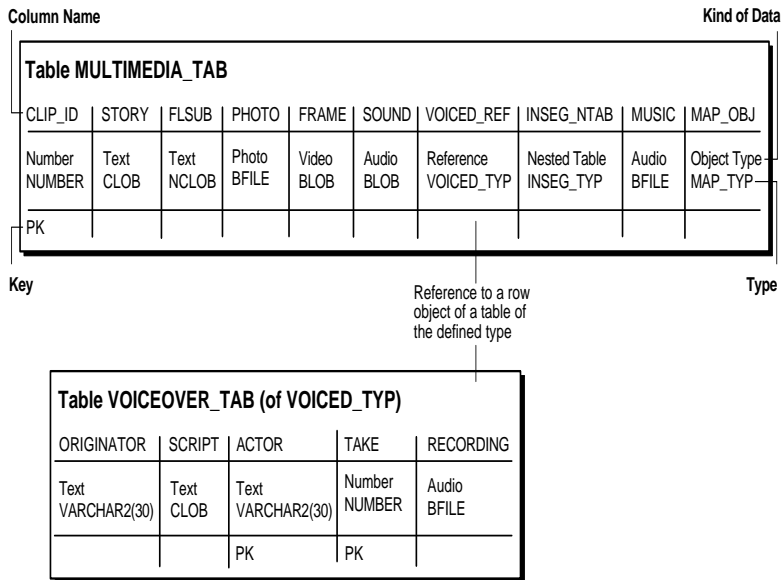 Column Name Kind of Data
Table MULTIMEDIA_TAB
CLIP_ID STORY FLSUB PHOTO FRAME SOUND VOICED_REF INSEG_NTAB MUSIC MAP_OBJ
Number Text Text Photo Video Audio Reference Nested Table Audio Object Type
NUMBER CLOB NCLOB BFILE BLOB BLOB VOICED_TYP INSEG_TYP BFILE MAP_TYP
PK
Key Type
Reference to a row
object of a table of
the defined type
Table VOICEOVER_TAB (of VOICED_TYP)
ORIGINATOR SCRIPT ACTOR TAKE RECORDING
Text Text Text Number Audio
VARCHAR2(30) CLOB VARCHAR2(30) NUMBER BFILE
PK PK